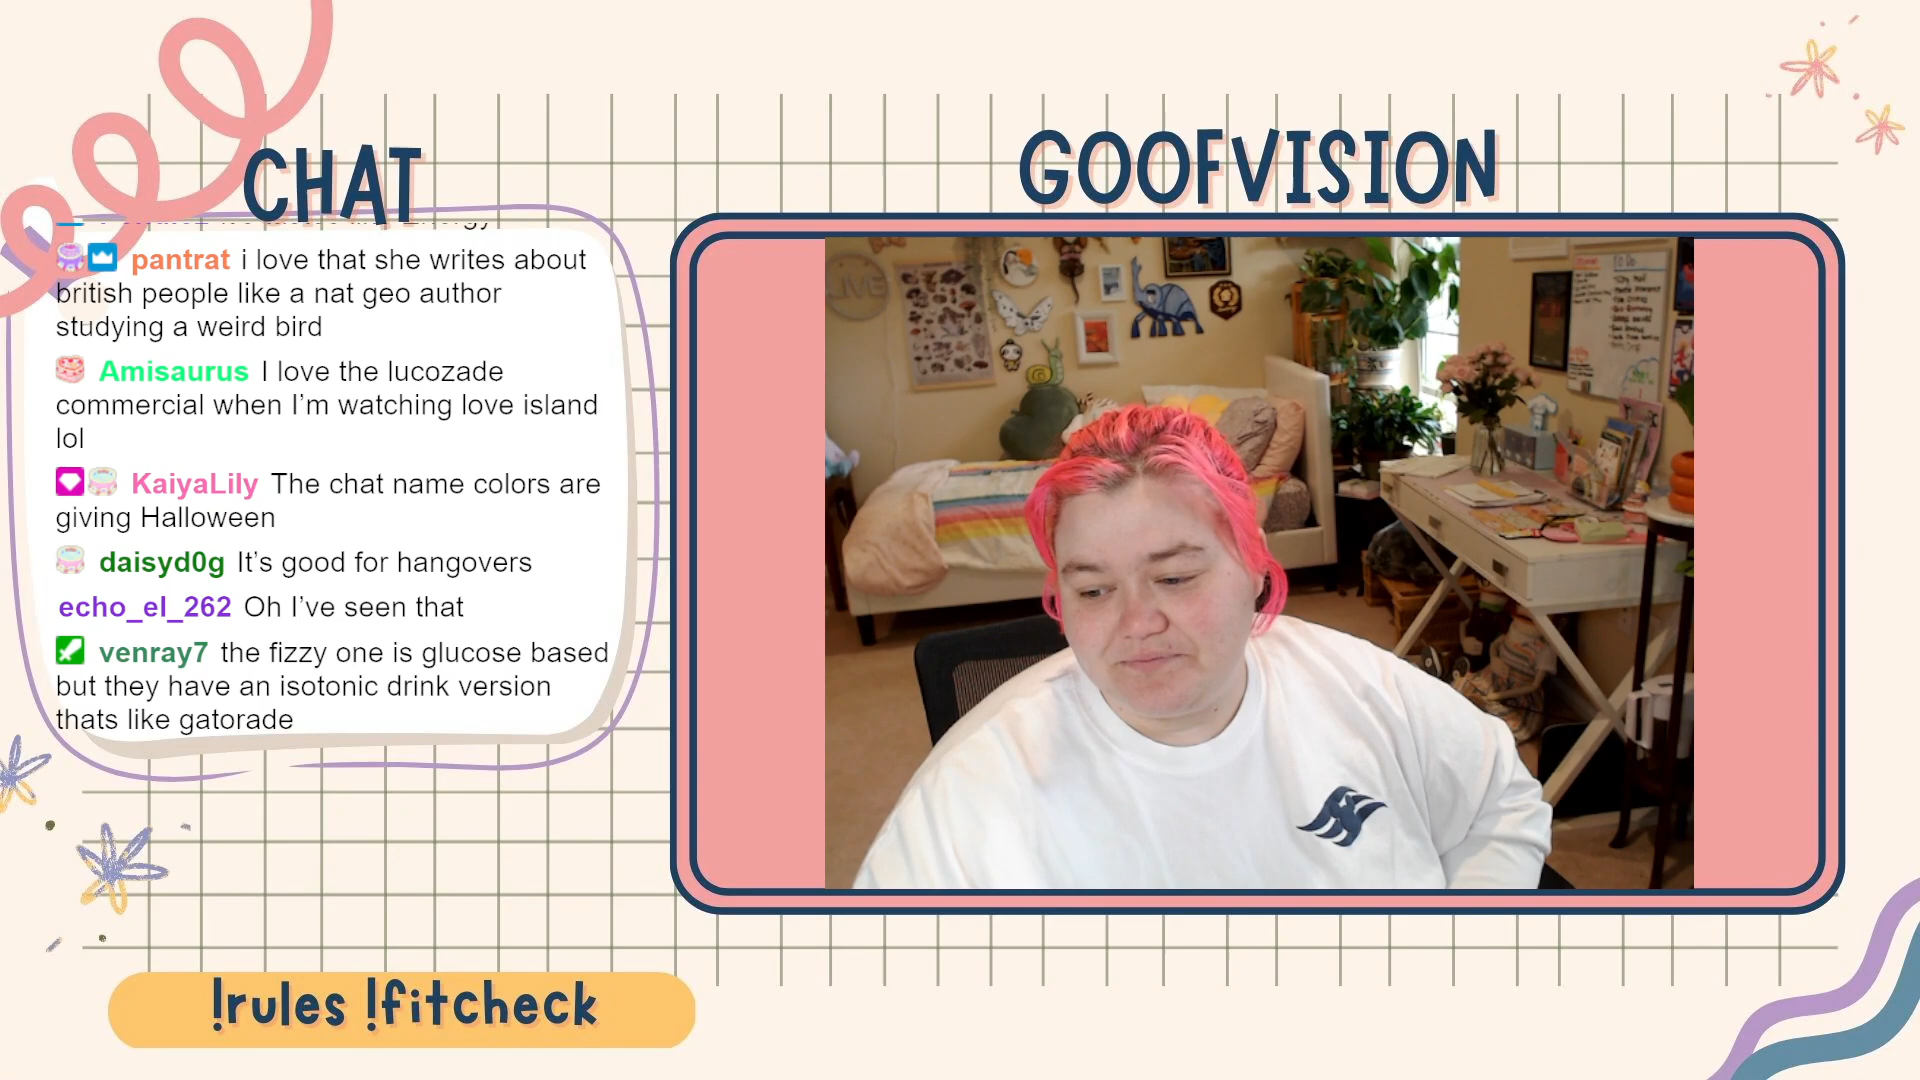 CHAT
GOOFVISION
pantrat i love that she writes about
british people like a nat geo author
studying a weird bird
Amisaurus I love the lucozade
commercial when I’m watching love island
lol
KaiyaLily The chat name colors are
giving Halloween
daisyd0g It’s good for hangovers
echo_el_262 Oh I’ve seen that
venray7 the fizzy one is glucose based
but they have an isotonic drink version
thats like gatorade
LIVE
!rules !fitcheck